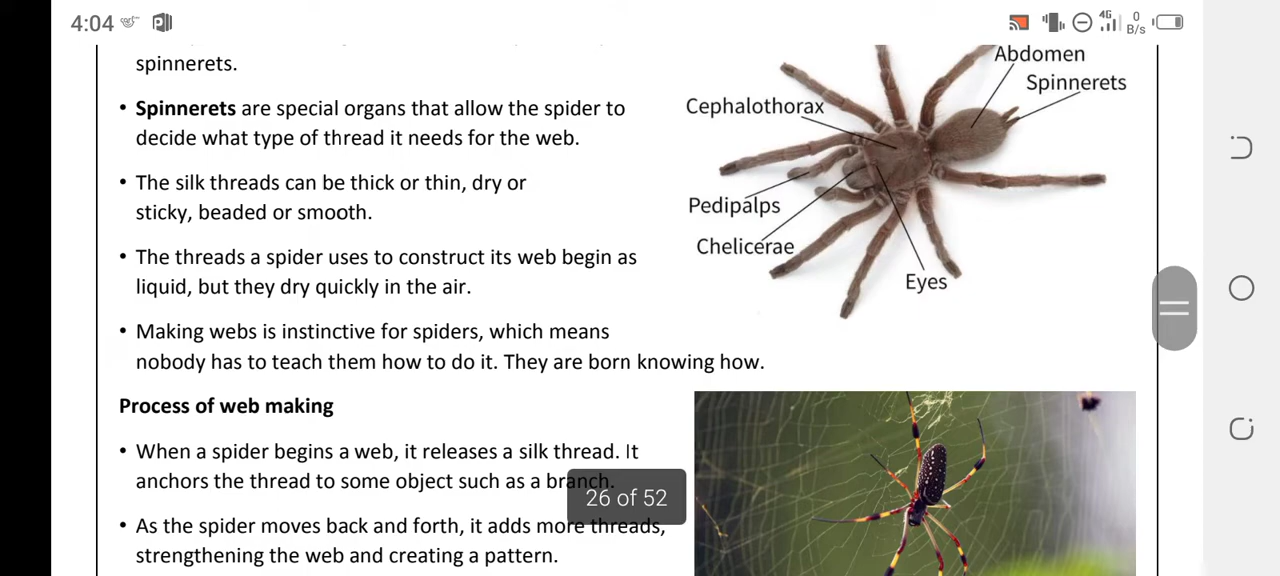 4:04
4G
0
B/s
spinnerets.
• Spinnerets are special organs that allow the spider to
decide what type of thread it needs for the web.
• The silk threads can be thick or thin, dry or
sticky, beaded or smooth.
• The threads a spider uses to construct its web begin as
liquid, but they dry quickly in the air.
• Making webs is instinctive for spiders, which means
nobody has to teach them how to do it. They are born knowing how.
Abdomen
Spinnerets
Cephalothorax
Pedipalps
Chelicerae
Eyes
Process of web making
• When a spider begins a web, it releases a silk thread. It
anchors the thread to some object such as a branch.
26 of 52
• As the spider moves back and forth, it adds more threads,
strengthening the web and creating a pattern.